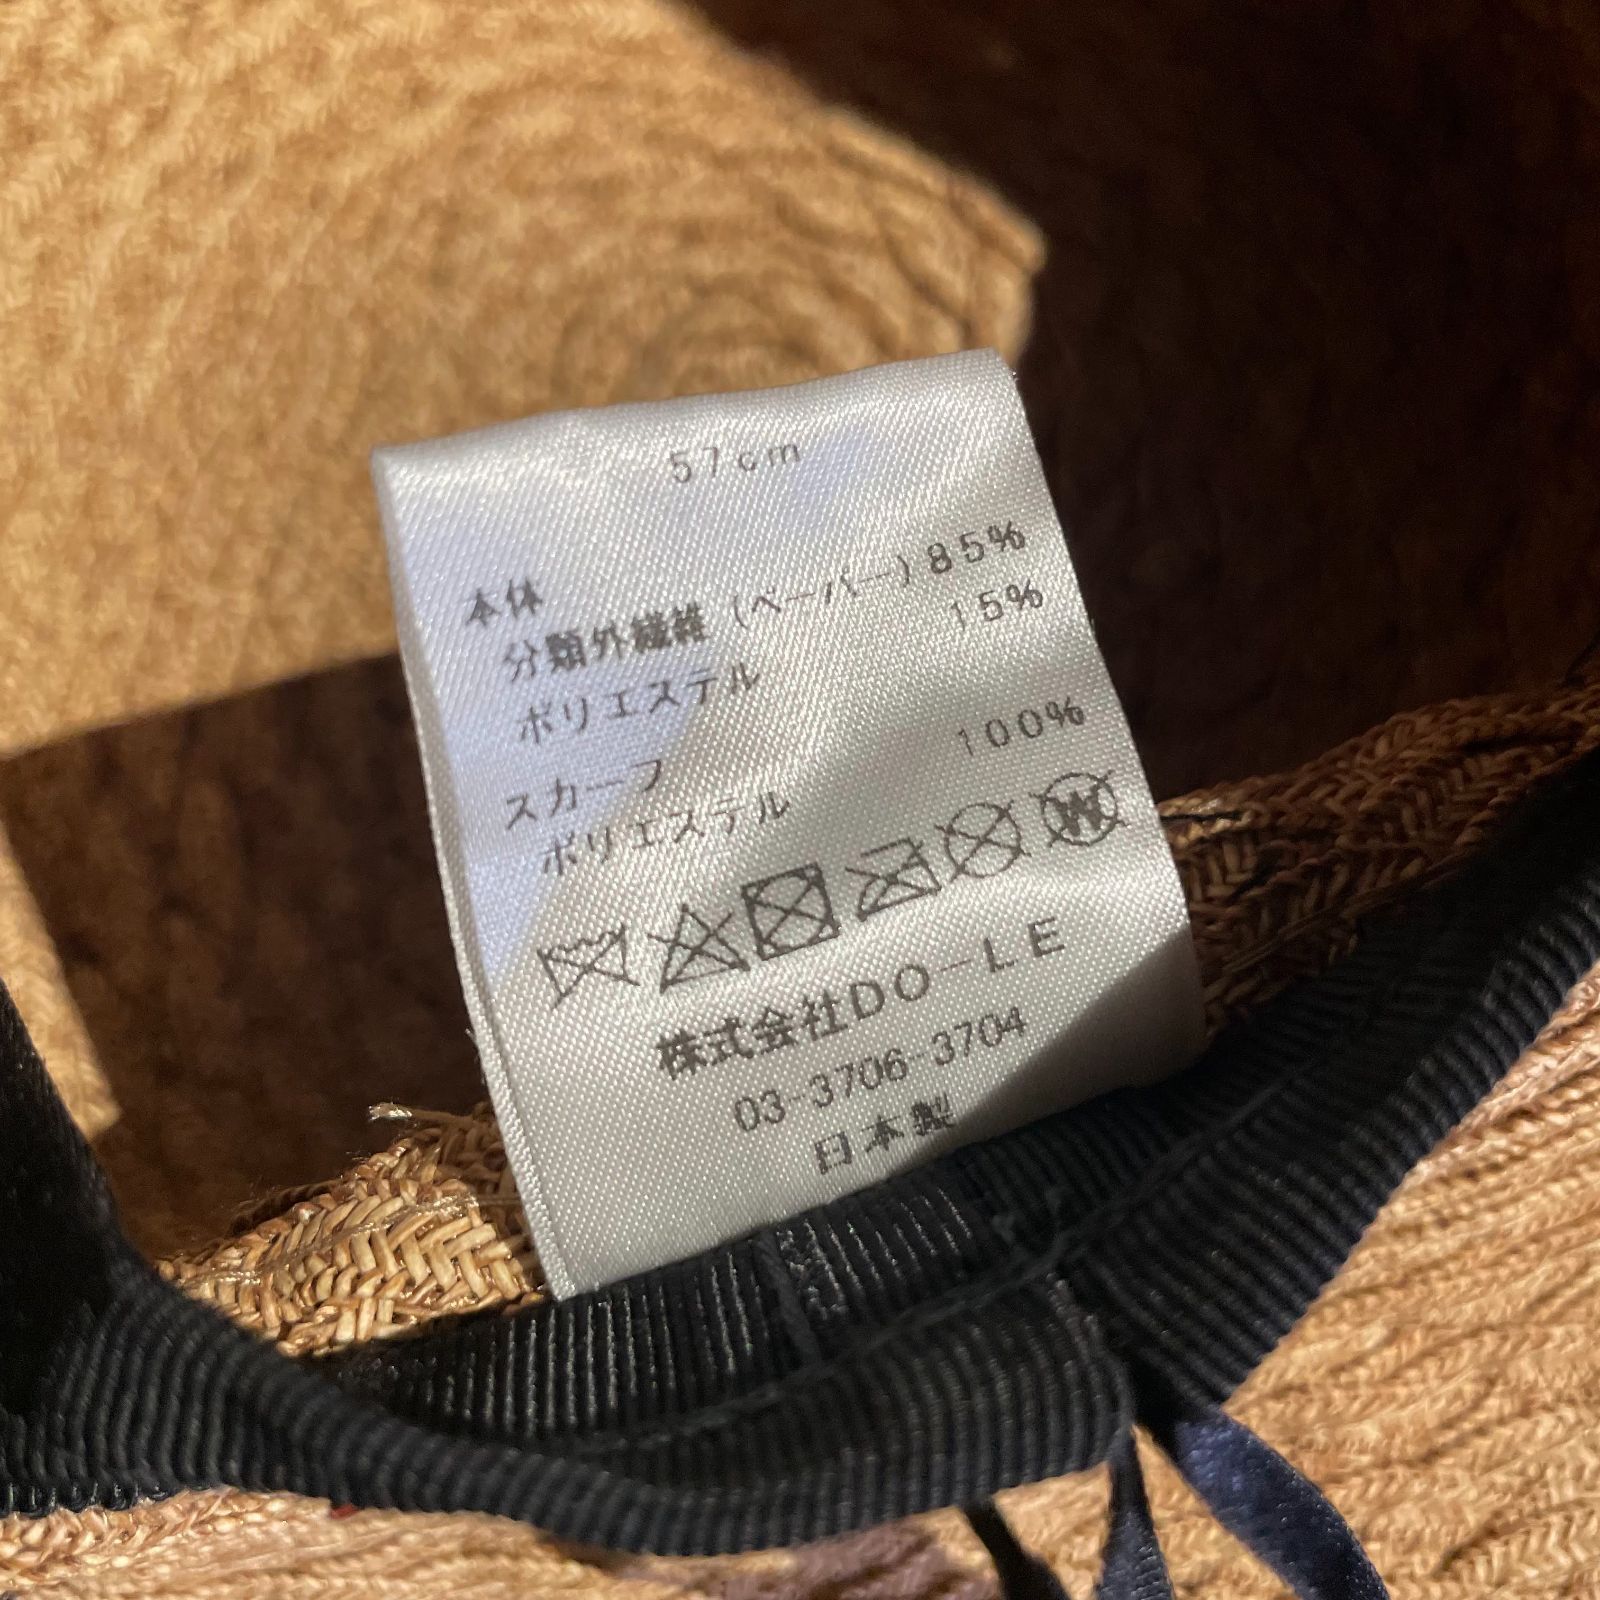 57cm
本体
分類外繊維(ペーパー)85%
ポリエステル 15%
スカーフ
ポリエステル 100%
W
株式会社DO-LE
03-3706-3704
日本製